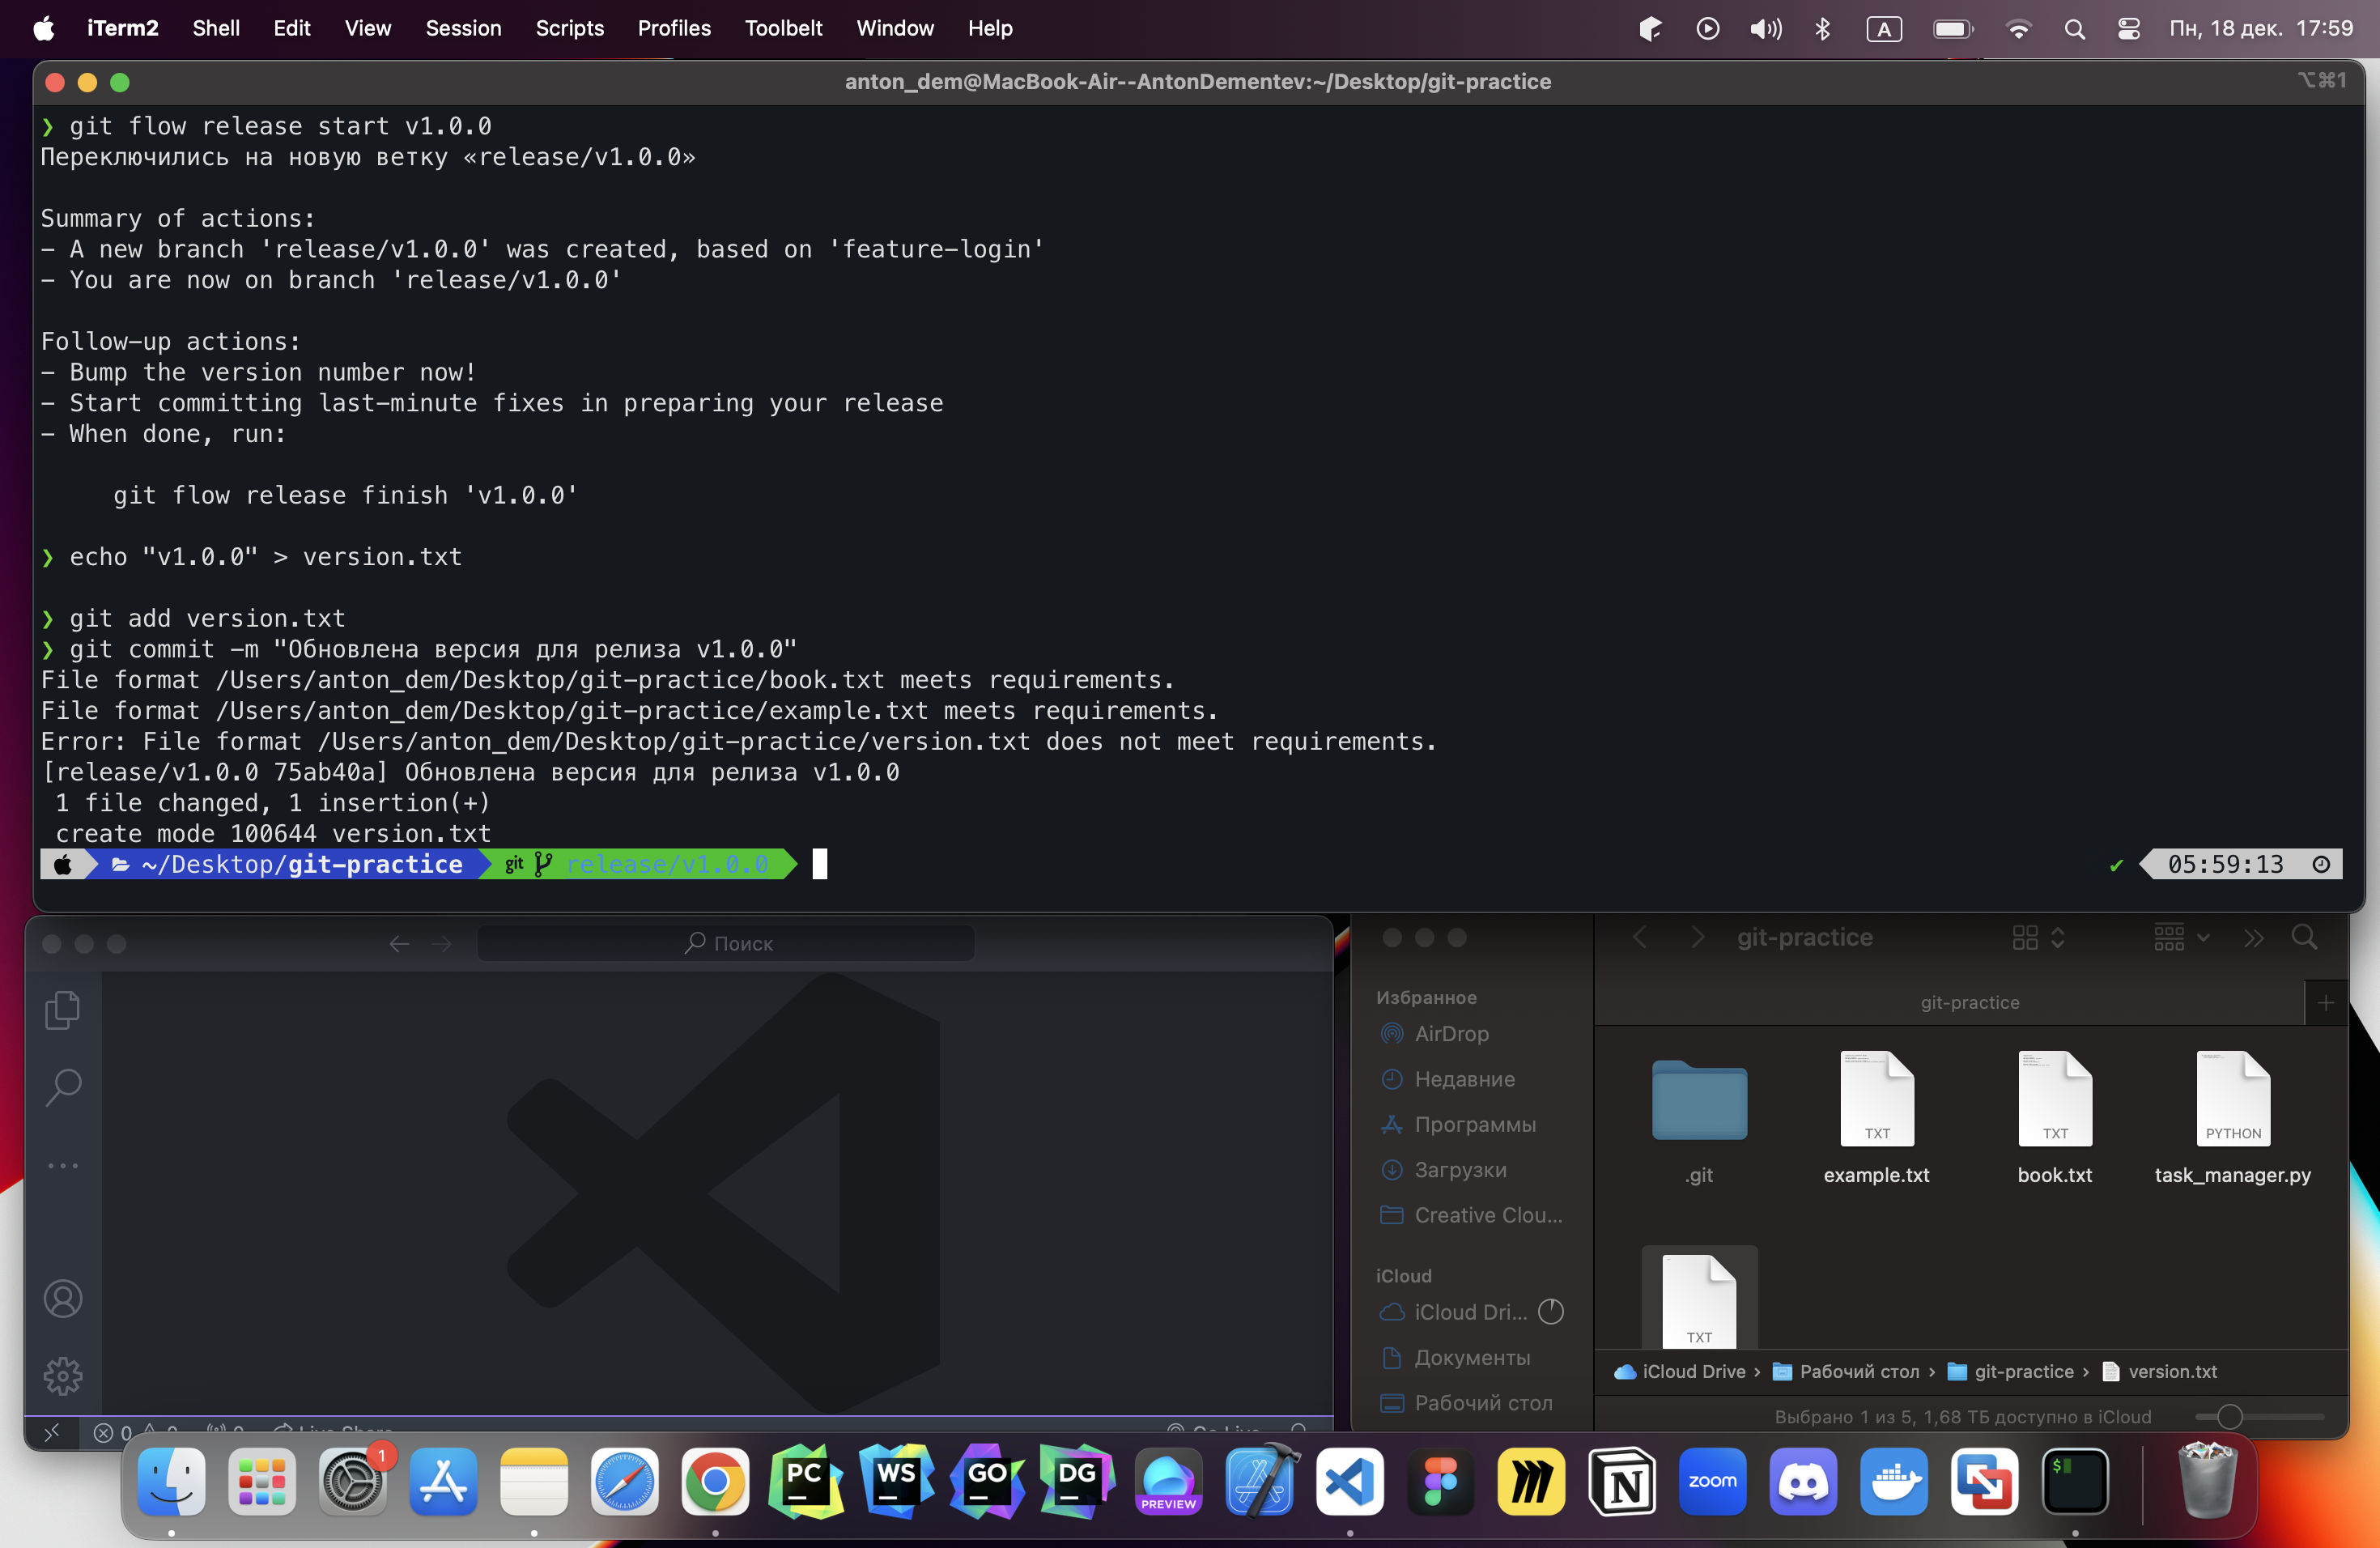 iTerm2 Shell Edit View Session Scripts Profiles Toolbelt Window Help A Пн, 18 дек. 17:59
anton_dem@MacBook-Air--AntonDementev:~/Desktop/git-practice ⌥⌘1
❯ git flow release start v1.0.0
Переключились на новую ветку «release/v1.0.0»
Summary of actions:
- A new branch 'release/v1.0.0' was created, based on 'feature-login'
- You are now on branch 'release/v1.0.0'
Follow-up actions:
- Bump the version number now!
- Start committing last-minute fixes in preparing your release
- When done, run:
git flow release finish 'v1.0.0'
❯ echo "v1.0.0" > version.txt
❯ git add version.txt
❯ git commit -m "Обновлена версия для релиза v1.0.0"
File format /Users/anton_dem/Desktop/git-practice/book.txt meets requirements.
File format /Users/anton_dem/Desktop/git-practice/example.txt meets requirements.
Error: File format /Users/anton_dem/Desktop/git-practice/version.txt does not meet requirements.
[release/v1.0.0 75ab40a] Обновлена версия для релиза v1.0.0
1 file changed, 1 insertion(+)
create mode 100644 version.txt
~/Desktop/git-practice git release/v1.0.0 ✔ 05:59:13
Поиск
git-practice
Избранное
AirDrop
Недавние
Программы
Загрузки
Creative Clou...
iCloud
iCloud Dri...
Документы
Рабочий стол
git-practice
TXT TXT PYTHON
.git example.txt book.txt task_manager.py
TXT
iCloud Drive › Рабочий стол › git-practice › version.txt
Выбрано 1 из 5, 1,68 ТБ доступно в iCloud
1
PC WS GO DG PREVIEW zoom $